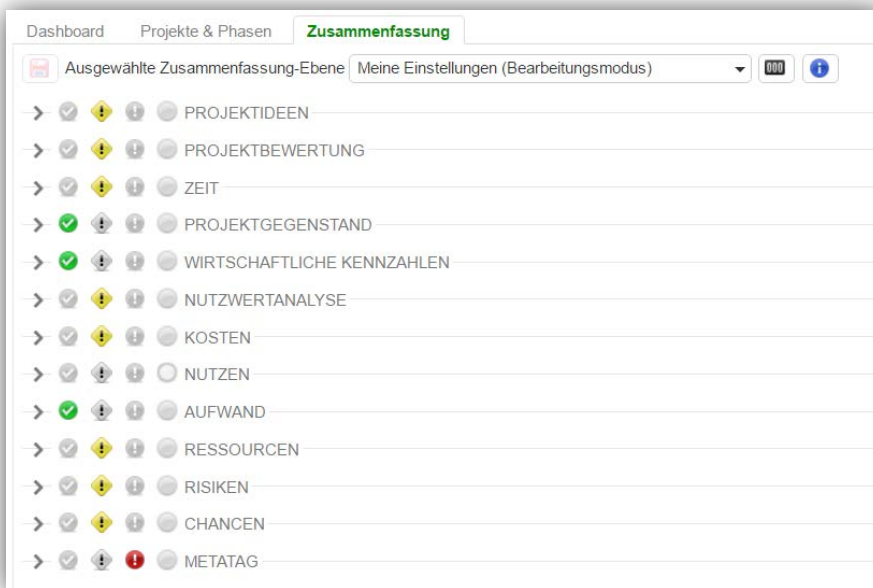 Dashboard Projekte & Phasen Zusammenfassung
Ausgewählte Zusammenfassung-Ebene Meine Einstellungen (Bearbeitungsmodus)
PROJEKTIDEEN
PROJEKTBEWERTUNG
ZEIT
PROJEKTGEGENSTAND
WIRTSCHAFTLICHE KENNZAHLEN
NUTZWERTANALYSE
KOSTEN
NUTZEN
AUFWAND
RESSOURCEN
RISIKEN
CHANCEN
METATAG